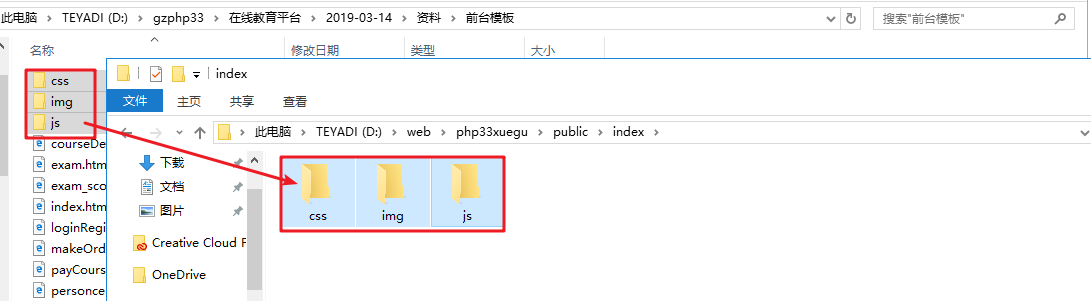 此电脑 > TEYADI (D:) > gzphp33 > 在线教育平台 > 2019-03-14 > 资料 > 前台模板 >
搜索"前台模板"
名称
修改日期
类型
大小
css
img
js
courseDe
exam.htm
exam_sco
index.htm
loginRegi
makeOrd
payCours
personce
index
文件
主页
共享
查看
此电脑 > TEYADI (D:) > web > php33xuegu > public > index >
下载
文档
图片
Creative Cloud F
OneDrive
css
img
js